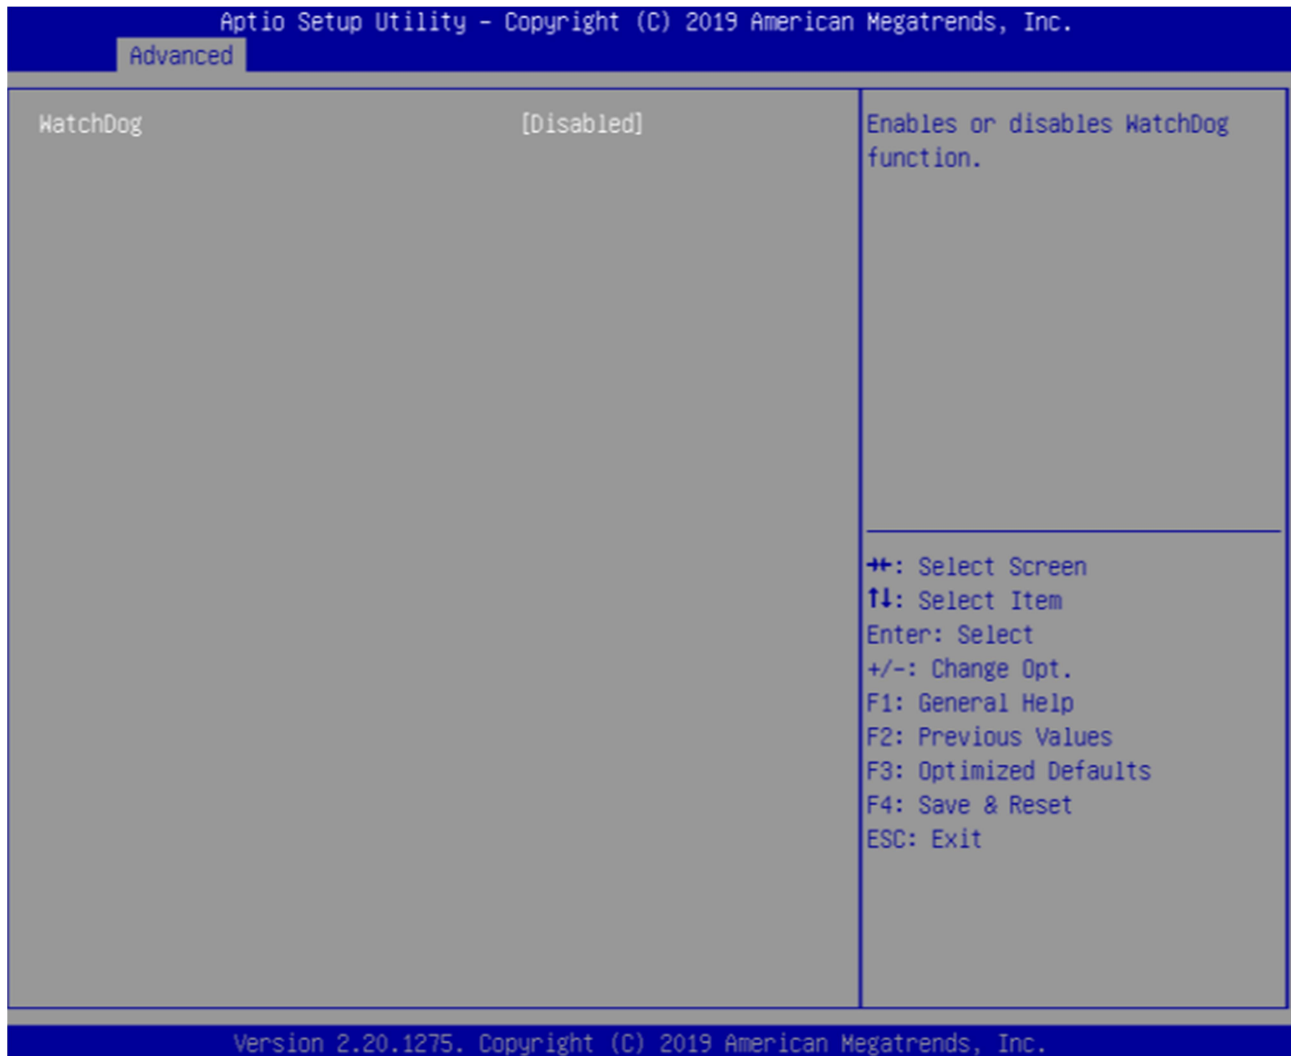 Aptio Setup Utility – Copyright (C) 2019 American Megatrends, Inc.
Advanced
WatchDog [Disabled]
Enables or disables WatchDog
function.
→←: Select Screen
↑↓: Select Item
Enter: Select
+/-: Change Opt.
F1: General Help
F2: Previous Values
F3: Optimized Defaults
F4: Save & Reset
ESC: Exit
Version 2.20.1275. Copyright (C) 2019 American Megatrends, Inc.